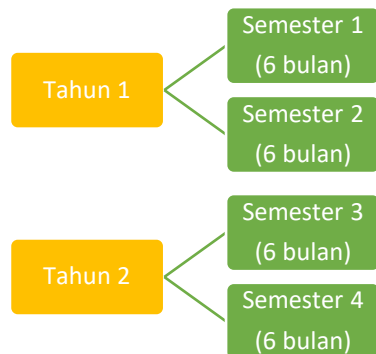 Tahun 1
Semester 1
(6 bulan)
Semester 2
(6 bulan)
Tahun 2
Semester 3
(6 bulan)
Semester 4
(6 bulan)